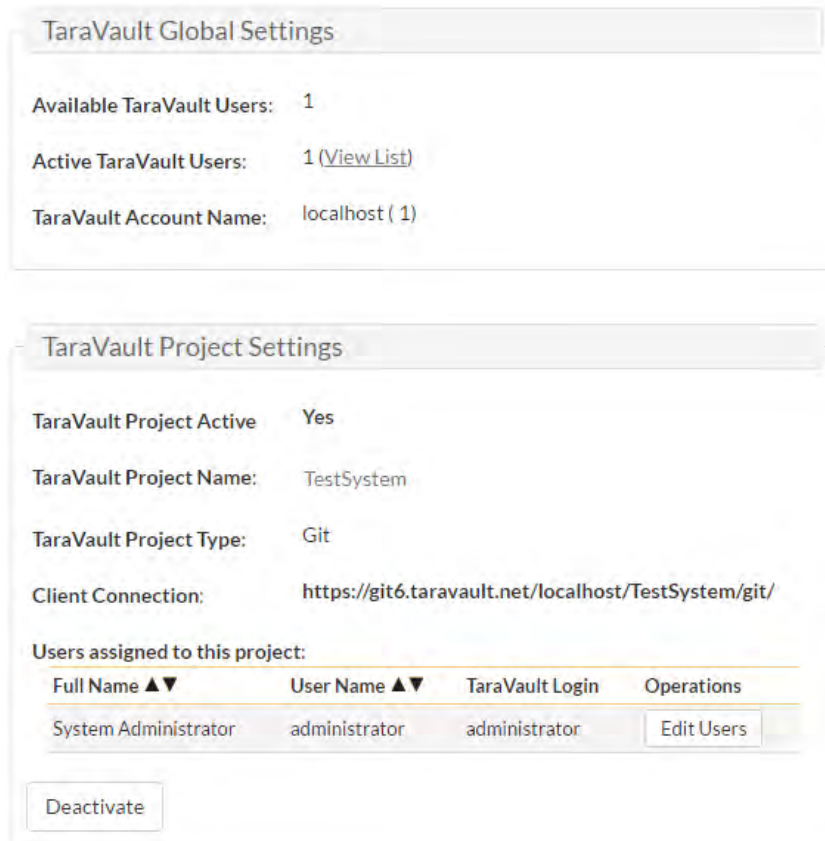 TaraVault Global Settings
Available TaraVault Users: 1
Active TaraVault Users: 1 (View List)
TaraVault Account Name: localhost ( 1)
TaraVault Project Settings
TaraVault Project Active Yes
TaraVault Project Name: TestSystem
TaraVault Project Type: Git
Client Connection: https://git6.taravault.net/localhost/TestSystem/git/
Users assigned to this project:
Full Name ▲▼ User Name ▲▼ TaraVault Login Operations
System Administrator administrator administrator Edit Users
Deactivate